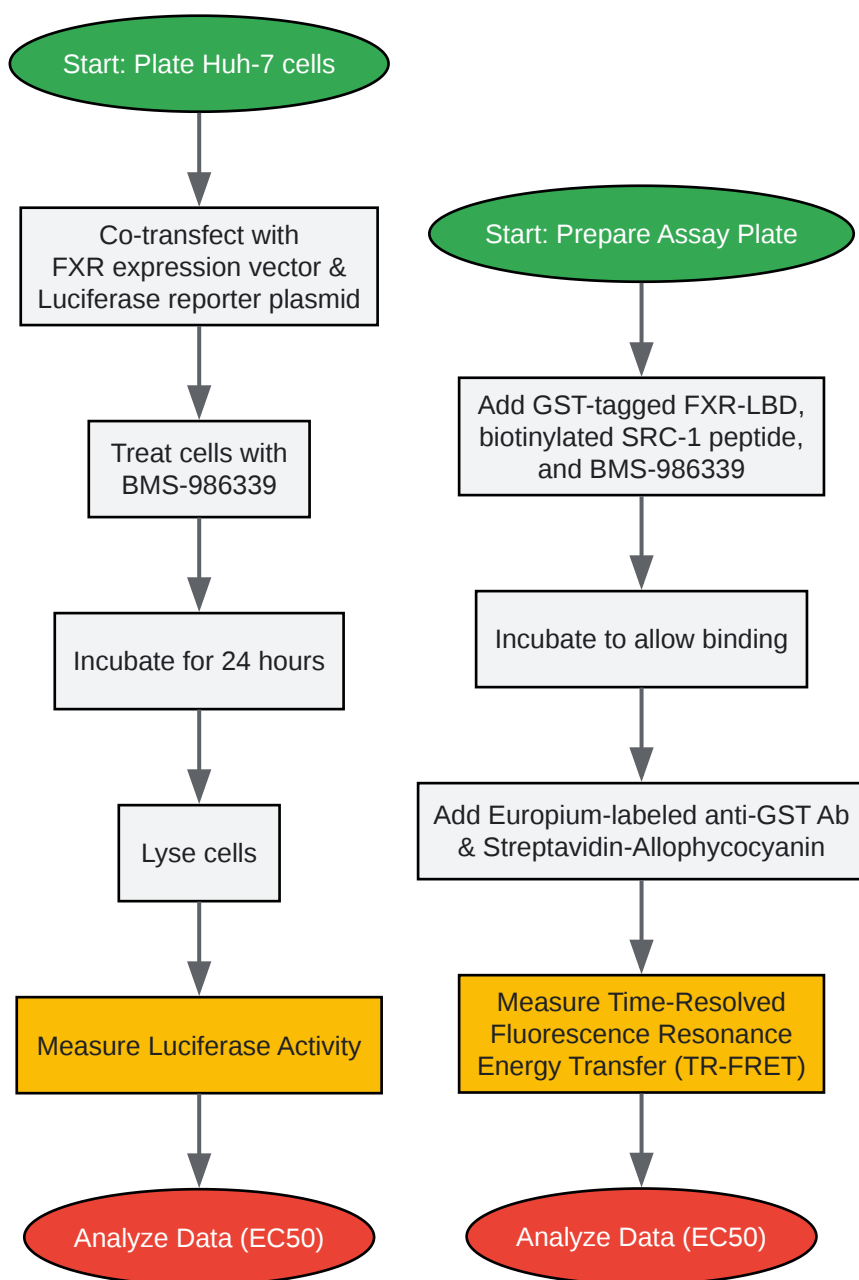 Start: Plate Huh-7 cells
Co-transfect with
FXR expression vector &
Luciferase reporter plasmid
Treat cells with
BMS-986339
Incubate for 24 hours
Lyse cells
Measure Luciferase Activity
Analyze Data (EC50)
Start: Prepare Assay Plate
Add GST-tagged FXR-LBD,
biotinylated SRC-1 peptide,
and BMS-986339
Incubate to allow binding
Add Europium-labeled anti-GST Ab
& Streptavidin-Allophycocyanin
Measure Time-Resolved
Fluorescence Resonance
Energy Transfer (TR-FRET)
Analyze Data (EC50)